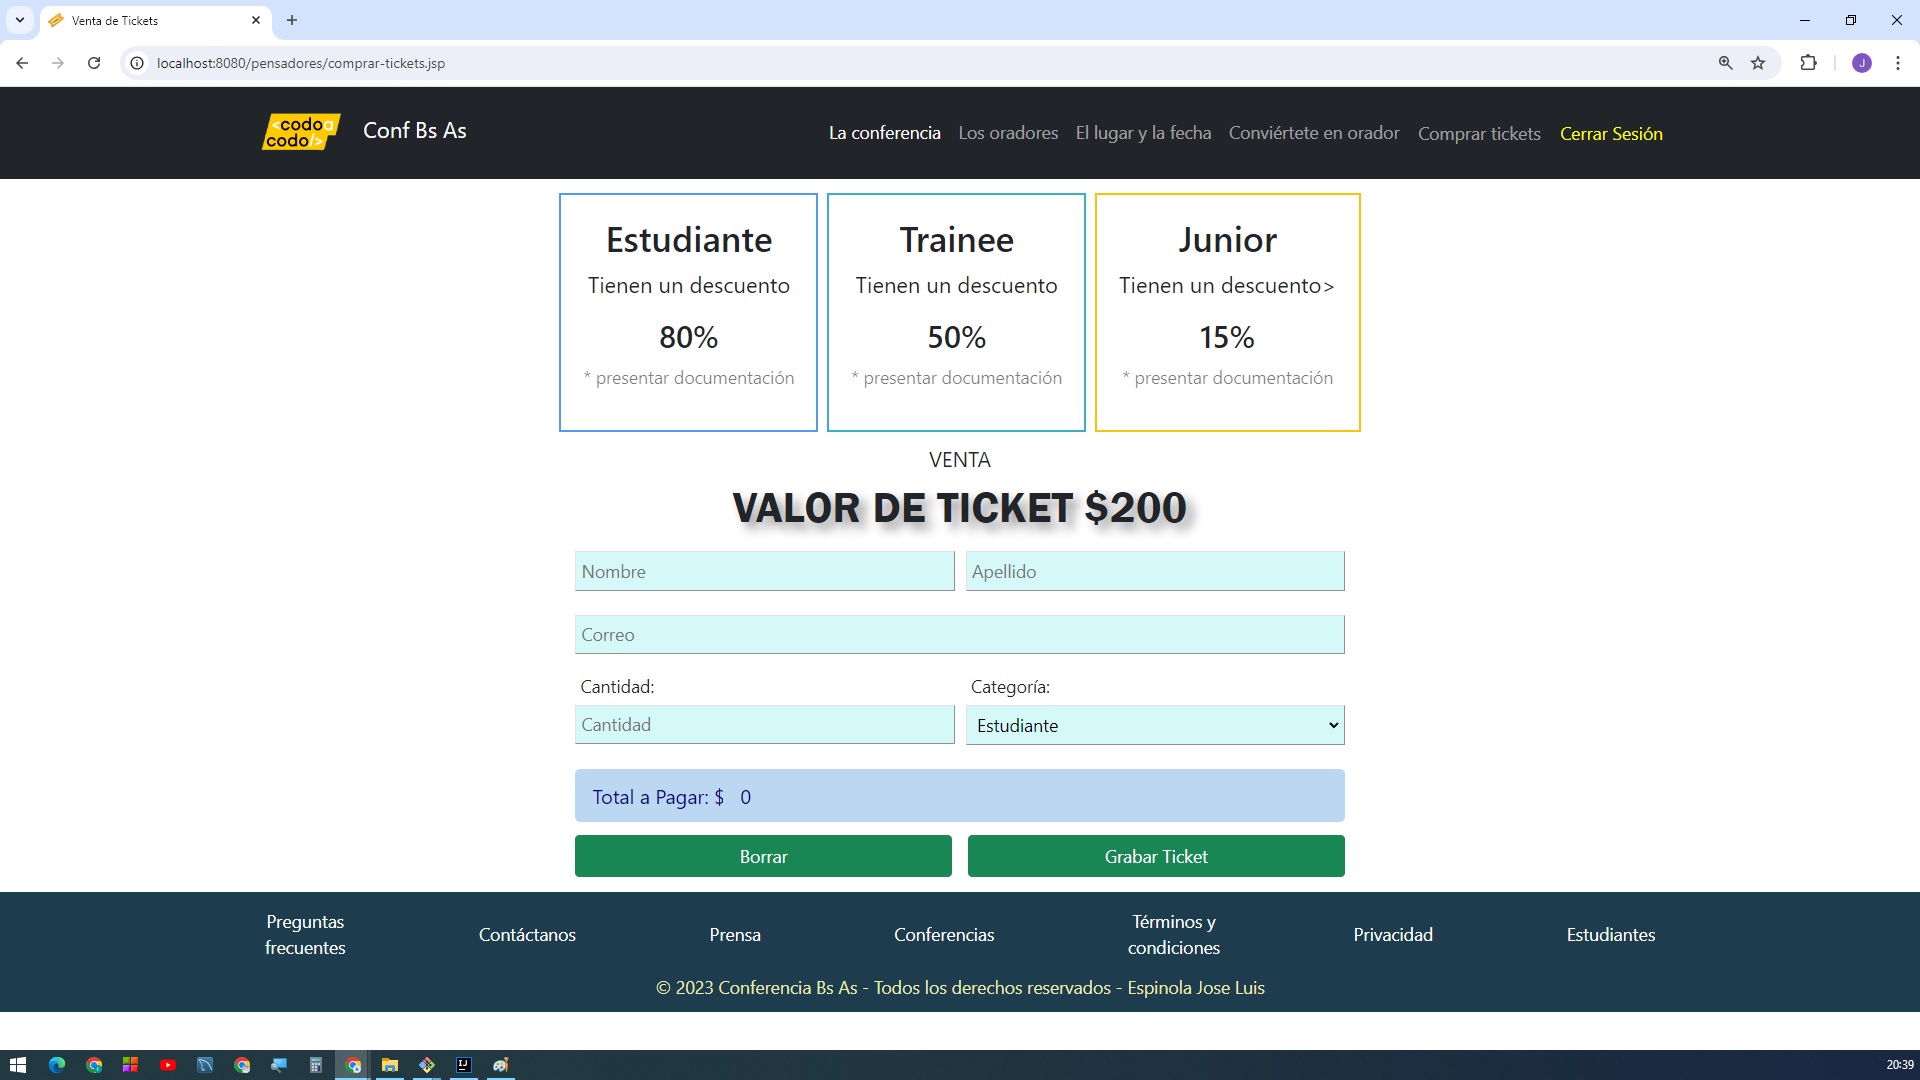 Venta de Tickets
localhost:8080/pensadores/comprar-tickets.jsp
J
<codoa
codo/>
Conf Bs As
La conferencia
Los oradores
El lugar y la fecha
Conviértete en orador
Comprar tickets
Cerrar Sesión
Estudiante
Tienen un descuento
80%
* presentar documentación
Trainee
Tienen un descuento
50%
* presentar documentación
Junior
Tienen un descuento>
15%
* presentar documentación
VENTA
VALOR DE TICKET $200
Nombre
Apellido
Correo
Cantidad:
Categoría:
Cantidad
Estudiante
Total a Pagar: $ 0
Borrar
Grabar Ticket
Preguntas
frecuentes
Contáctanos
Prensa
Conferencias
Términos y
condiciones
Privacidad
Estudiantes
© 2023 Conferencia Bs As - Todos los derechos reservados - Espinola Jose Luis
IJ
20:39